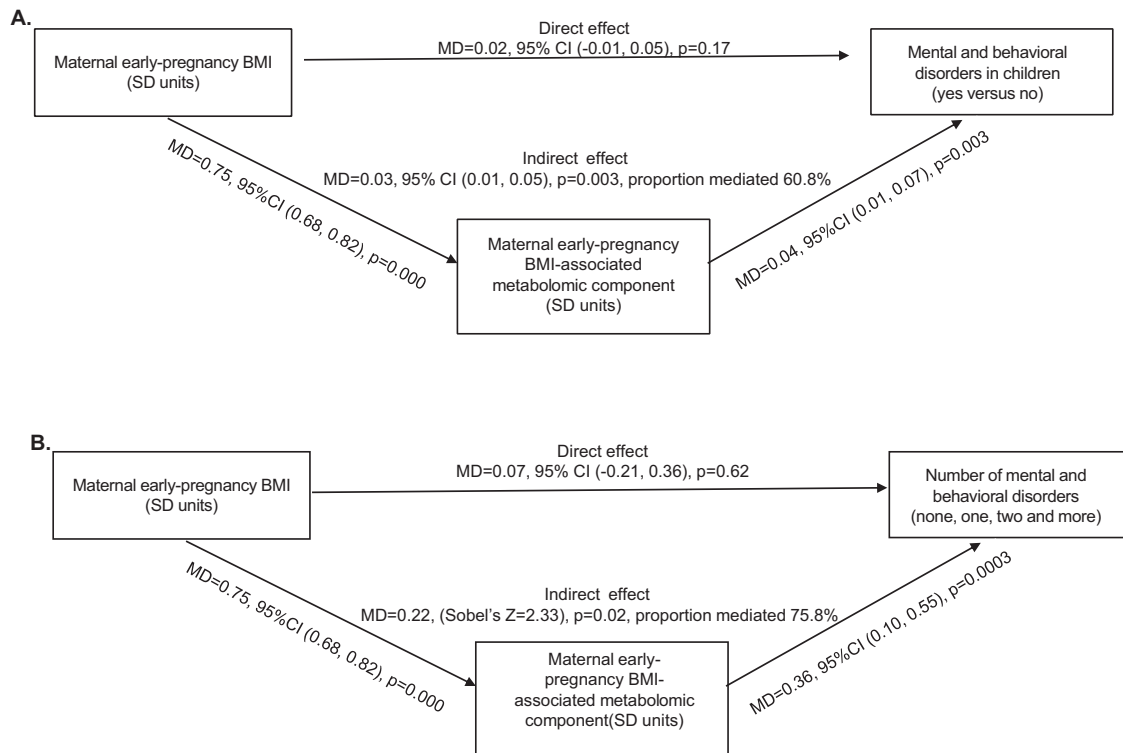 A.
Direct effect
MD=0.02, 95% CI (-0.01, 0.05), p=0.17
Maternal early-pregnancy BMI
(SD units)
Mental and behavioral
disorders in children
(yes versus no)
MD=0.75, 95%CI (0.68, 0.82), p=0.000
Indirect effect
MD=0.03, 95% CI (0.01, 0.05), p=0.003, proportion mediated 60.8%
MD=0.04, 95%CI (0.01, 0.07), p=0.003
Maternal early-pregnancy
BMI-associated
metabolomic component
(SD units)
B.
Direct effect
MD=0.07, 95% CI (-0.21, 0.36), p=0.62
Maternal early-pregnancy BMI
(SD units)
Number of mental and
behavioral disorders
(none, one, two and more)
MD=0.75, 95%CI (0.68, 0.82), p=0.000
Indirect effect
MD=0.22, (Sobel's Z=2.33), p=0.02, proportion mediated 75.8%
MD=0.36, 95%CI (0.10, 0.55), p=0.0003
Maternal early-
pregnancy BMI-
associated metabolomic
component(SD units)